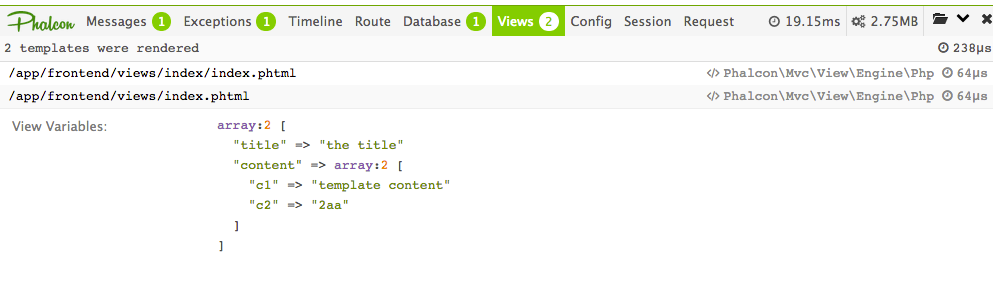 Phalcon Messages 1 Exceptions 1 Timeline Route Database 1 Views 2 Config Session Request 19.15ms 2.75MB
2 templates were rendered 238μs
/app/frontend/views/index/index.phtml </> Phalcon\Mvc\View\Engine\Php 64μs
/app/frontend/views/index.phtml </> Phalcon\Mvc\View\Engine\Php 64μs
View Variables: array:2 [
"title" => "the title"
"content" => array:2 [
"c1" => "template content"
"c2" => "2aa"
]
]